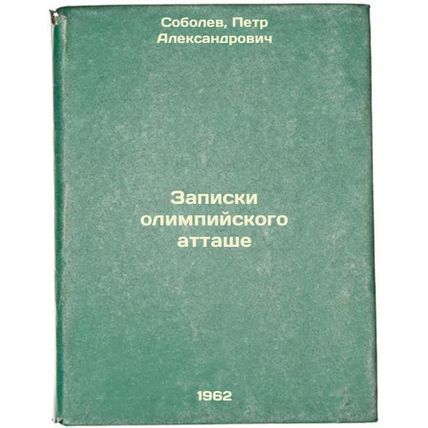 Соболев, Петр
Александрович
Записки
олимпийского
атташе
1962